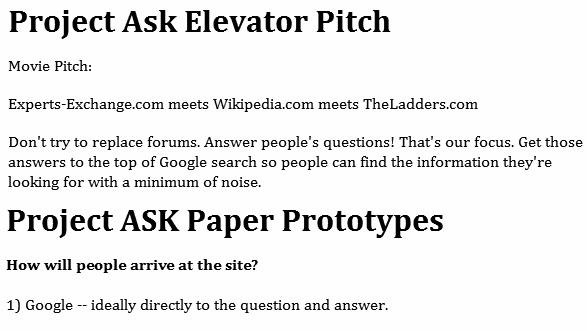 Project Ask Elevator Pitch
Movie Pitch:
Experts-Exchange.com meets Wikipedia.com meets TheLadders.com
Don't try to replace forums. Answer people's questions! That's our focus. Get those
answers to the top of Google search so people can find the information they're
looking for with a minimum of noise.
Project ASK Paper Prototypes
How will people arrive at the site?
1) Google -- ideally directly to the question and answer.